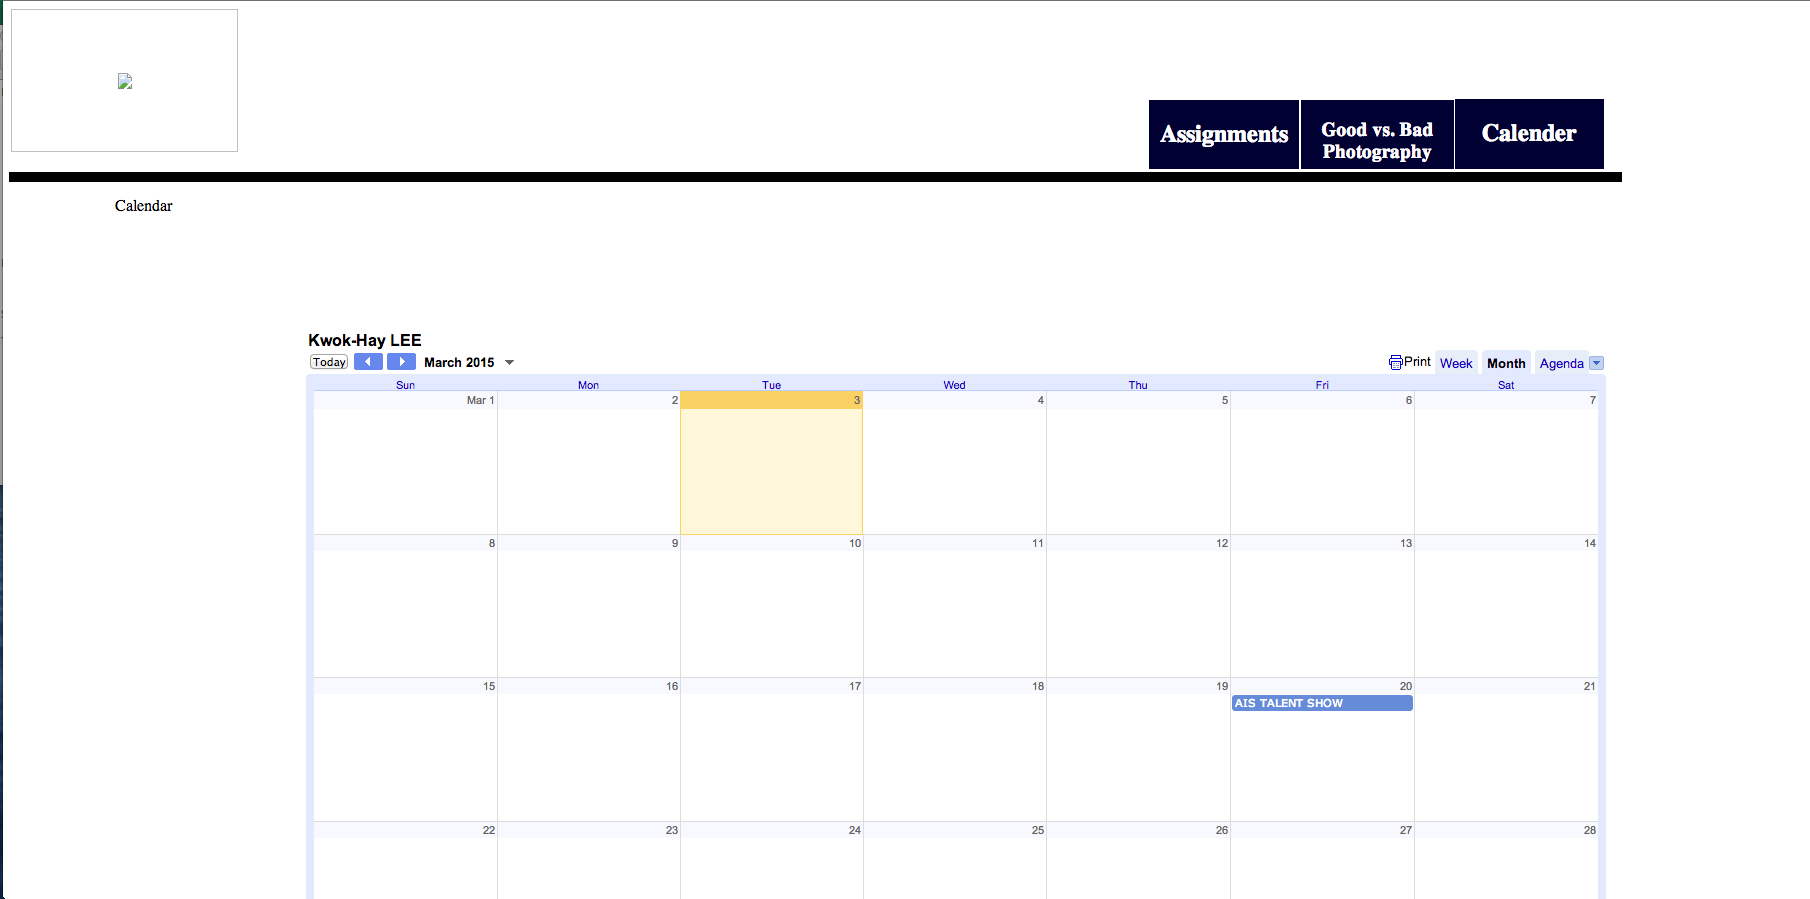 Assignments
Good vs. Bad
Photography
Calender
Calendar
Kwok-Hay LEE
Today
March 2015
Print
Week
Month
Agenda
Sun Mon Tue Wed Thu Fri Sat
Mar 1 2 3 4 5 6 7
8 9 10 11 12 13 14
15 16 17 18 19 20 21
AIS TALENT SHOW
22 23 24 25 26 27 28